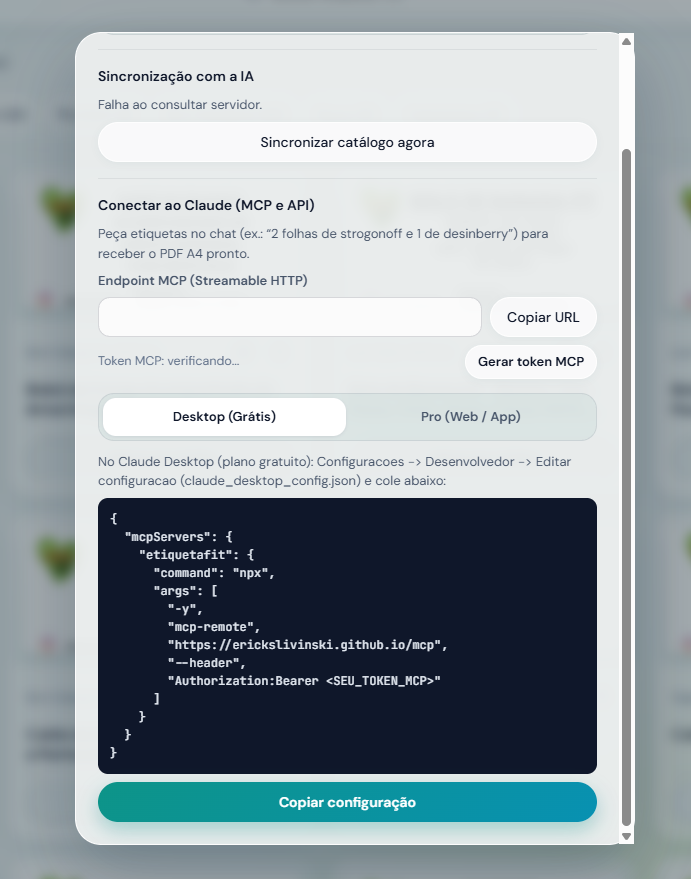 Sincronização com a IA
Falha ao consultar servidor.
Sincronizar catálogo agora
Conectar ao Claude (MCP e API)
Peça etiquetas no chat (ex.: “2 folhas de strogonoff e 1 de desinberry”) para
receber o PDF A4 pronto.
Endpoint MCP (Streamable HTTP)
Copiar URL
Token MCP: verificando…
Gerar token MCP
Desktop (Grátis)
Pro (Web / App)
No Claude Desktop (plano gratuito): Configuracoes -> Desenvolvedor -> Editar
configuracao (claude_desktop_config.json) e cole abaixo:
{
  "mcpServers": {
    "etiquetafit": {
      "command": "npx",
      "args": [
        "-y",
        "mcp-remote",
        "https://erickslivinski.github.io/mcp",
        "--header",
        "Authorization:Bearer <SEU_TOKEN_MCP>"
      ]
    }
  }
}
Copiar configuração